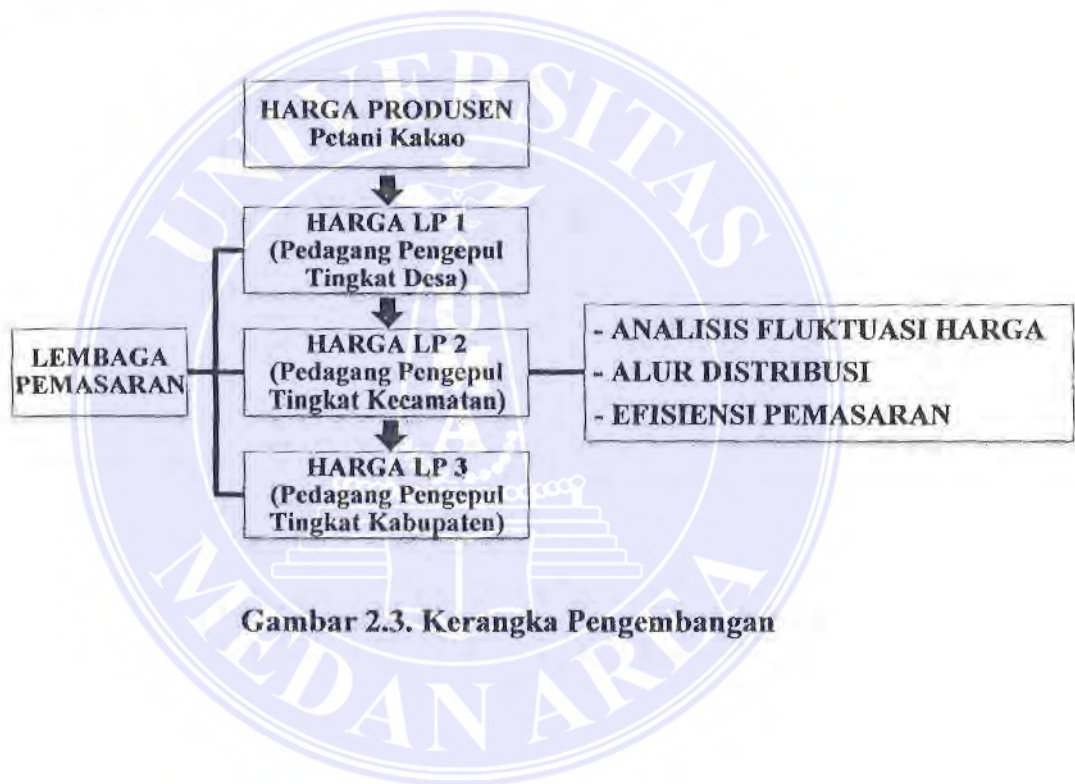 HARGA PRODUSEN
Petani Kakao
HARGA LP 1
(Pedagang Pengepul
Tingkat Desa)
LEMBAGA
PEMASARAN
HARGA LP 2
(Pedagang Pengepul
Tingkat Kecamatan)
- ANALISIS FLUKTUASI HARGA
- ALUR DISTRIBUSI
- EFISIENSI PEMASARAN
HARGA LP 3
(Pedagang Pengepul
Tingkat Kabupaten)
Gambar 2.3. Kerangka Pengembangan
UNIVERSITAS
MEDAN AREA